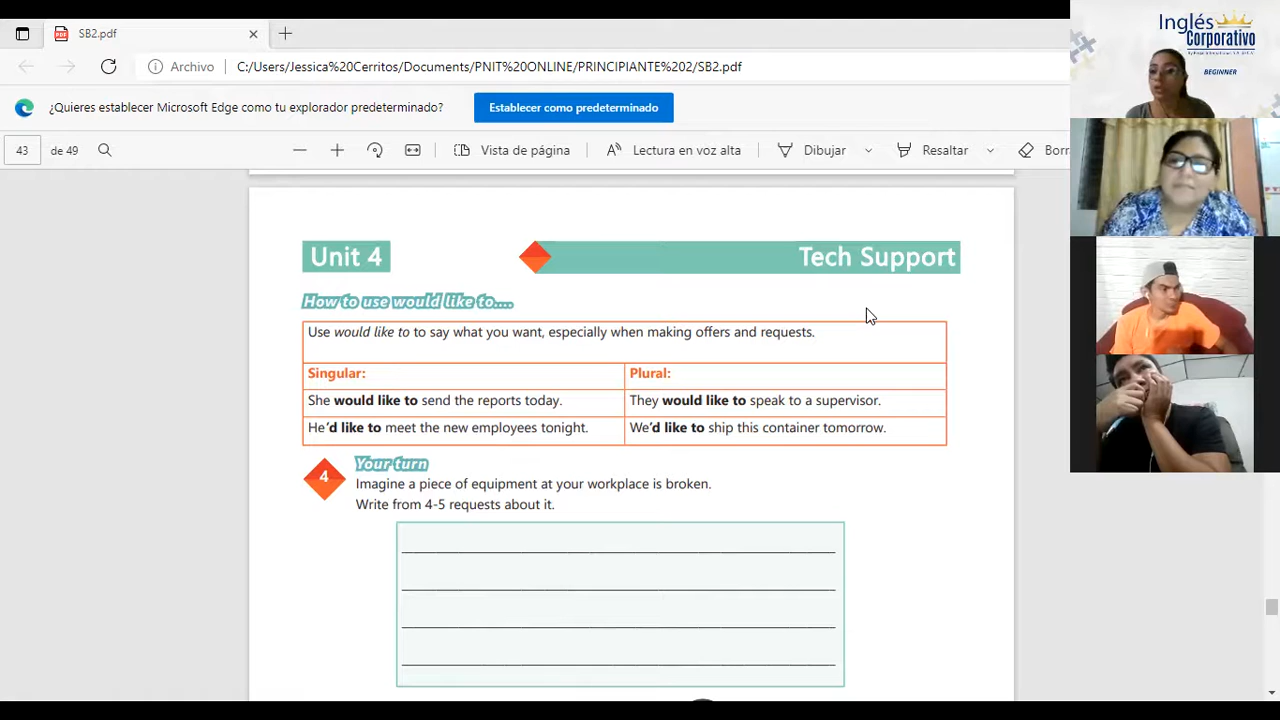 SB2.pdf
Archivo C:/Users/Jessica%20Cerritos/Documents/PNIT%20ONLINE/PRINCIPIANTE%202/SB2.pdf
¿Quieres establecer Microsoft Edge como tu explorador predeterminado? Establecer como predeterminado
43 de 49 Vista de página Lectura en voz alta Dibujar Resaltar Borr
Unit 4 Tech Support
How to use would like to....
Use would like to to say what you want, especially when making offers and requests.
Singular: Plural:
She would like to send the reports today. They would like to speak to a supervisor.
He'd like to meet the new employees tonight. We'd like to ship this container tomorrow.
4 Your turn
Imagine a piece of equipment at your workplace is broken.
Write from 4-5 requests about it.
Inglés
Corporativo
BEGINNER